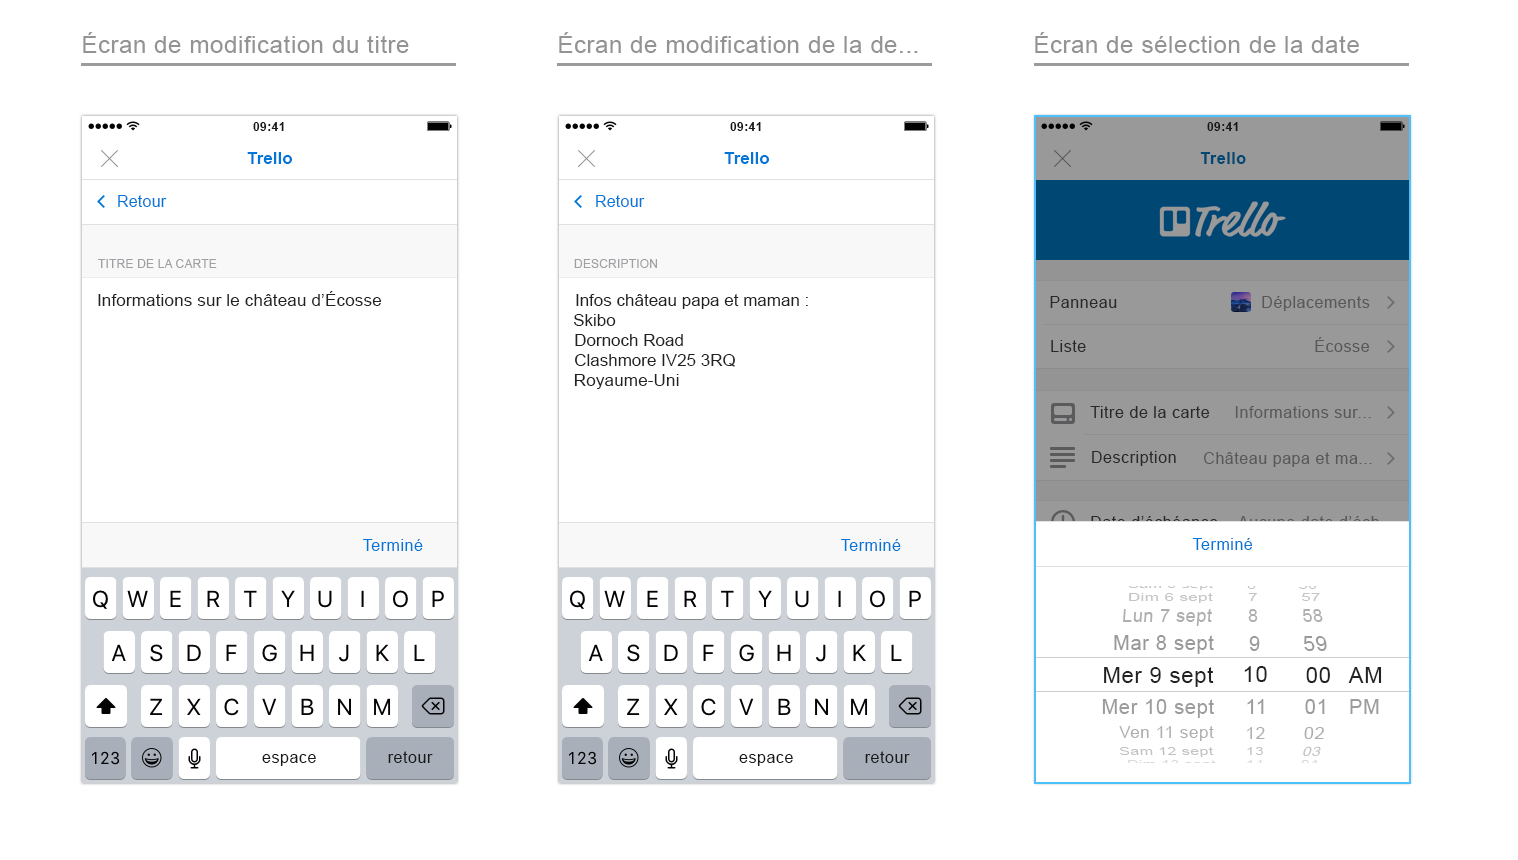 Écran de modification du titre
09:41
Trello
Retour
TITRE DE LA CARTE
Informations sur le château d'Écosse
Terminé
Q W E R T Y U I O P
A S D F G H J K L
Z X C V B N M
123 espace retour
Écran de modification de la de...
09:41
Trello
Retour
DESCRIPTION
Infos château papa et maman :
Skibo
Dornoch Road
Clashmore IV25 3RQ
Royaume-Uni
Terminé
Q W E R T Y U I O P
A S D F G H J K L
Z X C V B N M
123 espace retour
Écran de sélection de la date
09:41
Trello
Trello
Panneau Déplacements
Liste Écosse
Titre de la carte Informations sur...
Description Château papa et ma...
Date d'échéance Aucune date d'éch
Terminé
Dim 6 sept 7 57
Lun 7 sept 8 58
Mar 8 sept 9 59
Mer 9 sept 10 00 AM
Mer 10 sept 11 01 PM
Ven 11 sept 12 02
Sam 12 sept 13 03